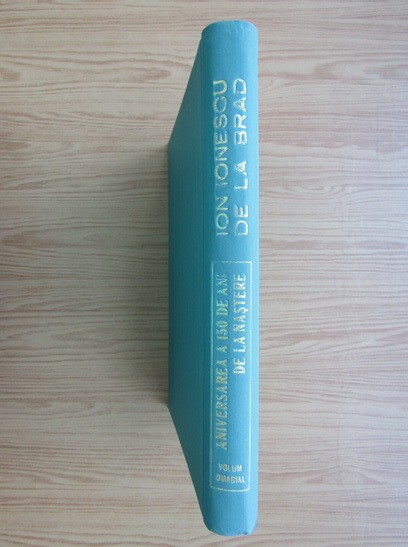 ION IONESCU
DE LA BRAD
ANIVERSAREA A 150 DE ANI
DE LA NAȘTERE
VOLUM
OMAGIAL